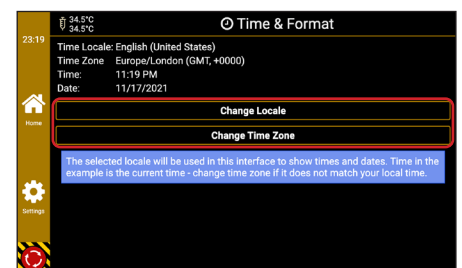 34.5°C
34.5°C
Time & Format
23:19
Time Locale: English (United States)
Time Zone Europe/London (GMT, +0000)
Time: 11:19 PM
Date: 11/17/2021
Home
Change Locale
Change Time Zone
The selected locale will be used in this interface to show times and dates. Time in the
example is the current time - change time zone if it does not match your local time.
Settings